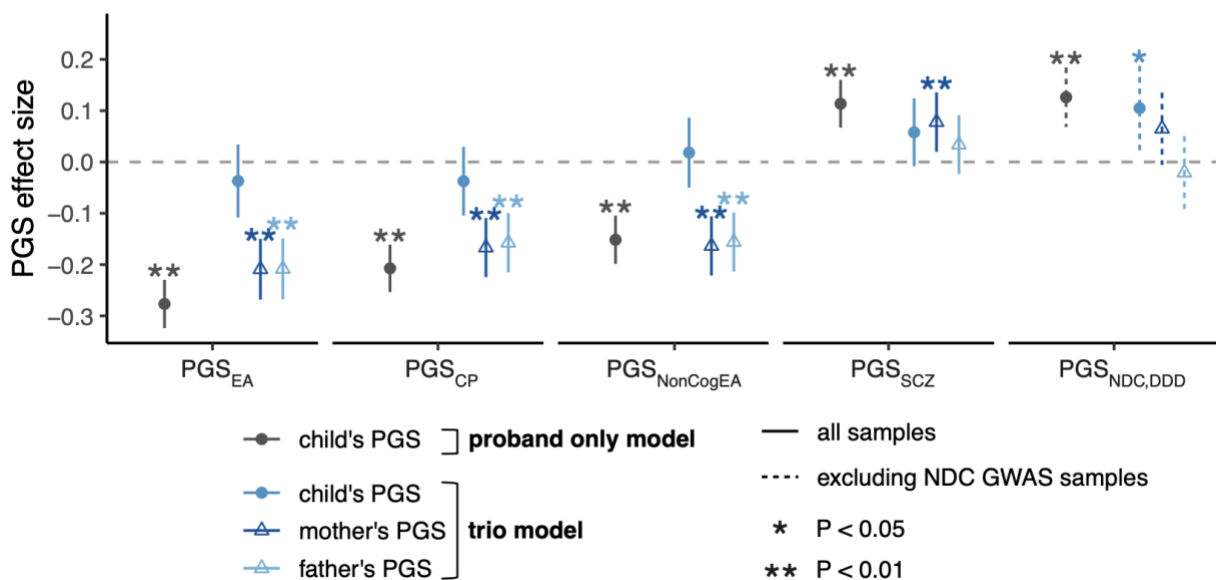 PGS effect size
0.2
0.1
0.0
−0.1
−0.2
−0.3
** ** ** ** ** ** ** ** ** ** ** ** ** *
PGS_EA PGS_CP PGS_NonCogEA PGS_SCZ PGS_NDC,DDD
child's PGS proband only model
child's PGS
mother's PGS trio model
father's PGS
all samples
excluding NDC GWAS samples
* P < 0.05
** P < 0.01